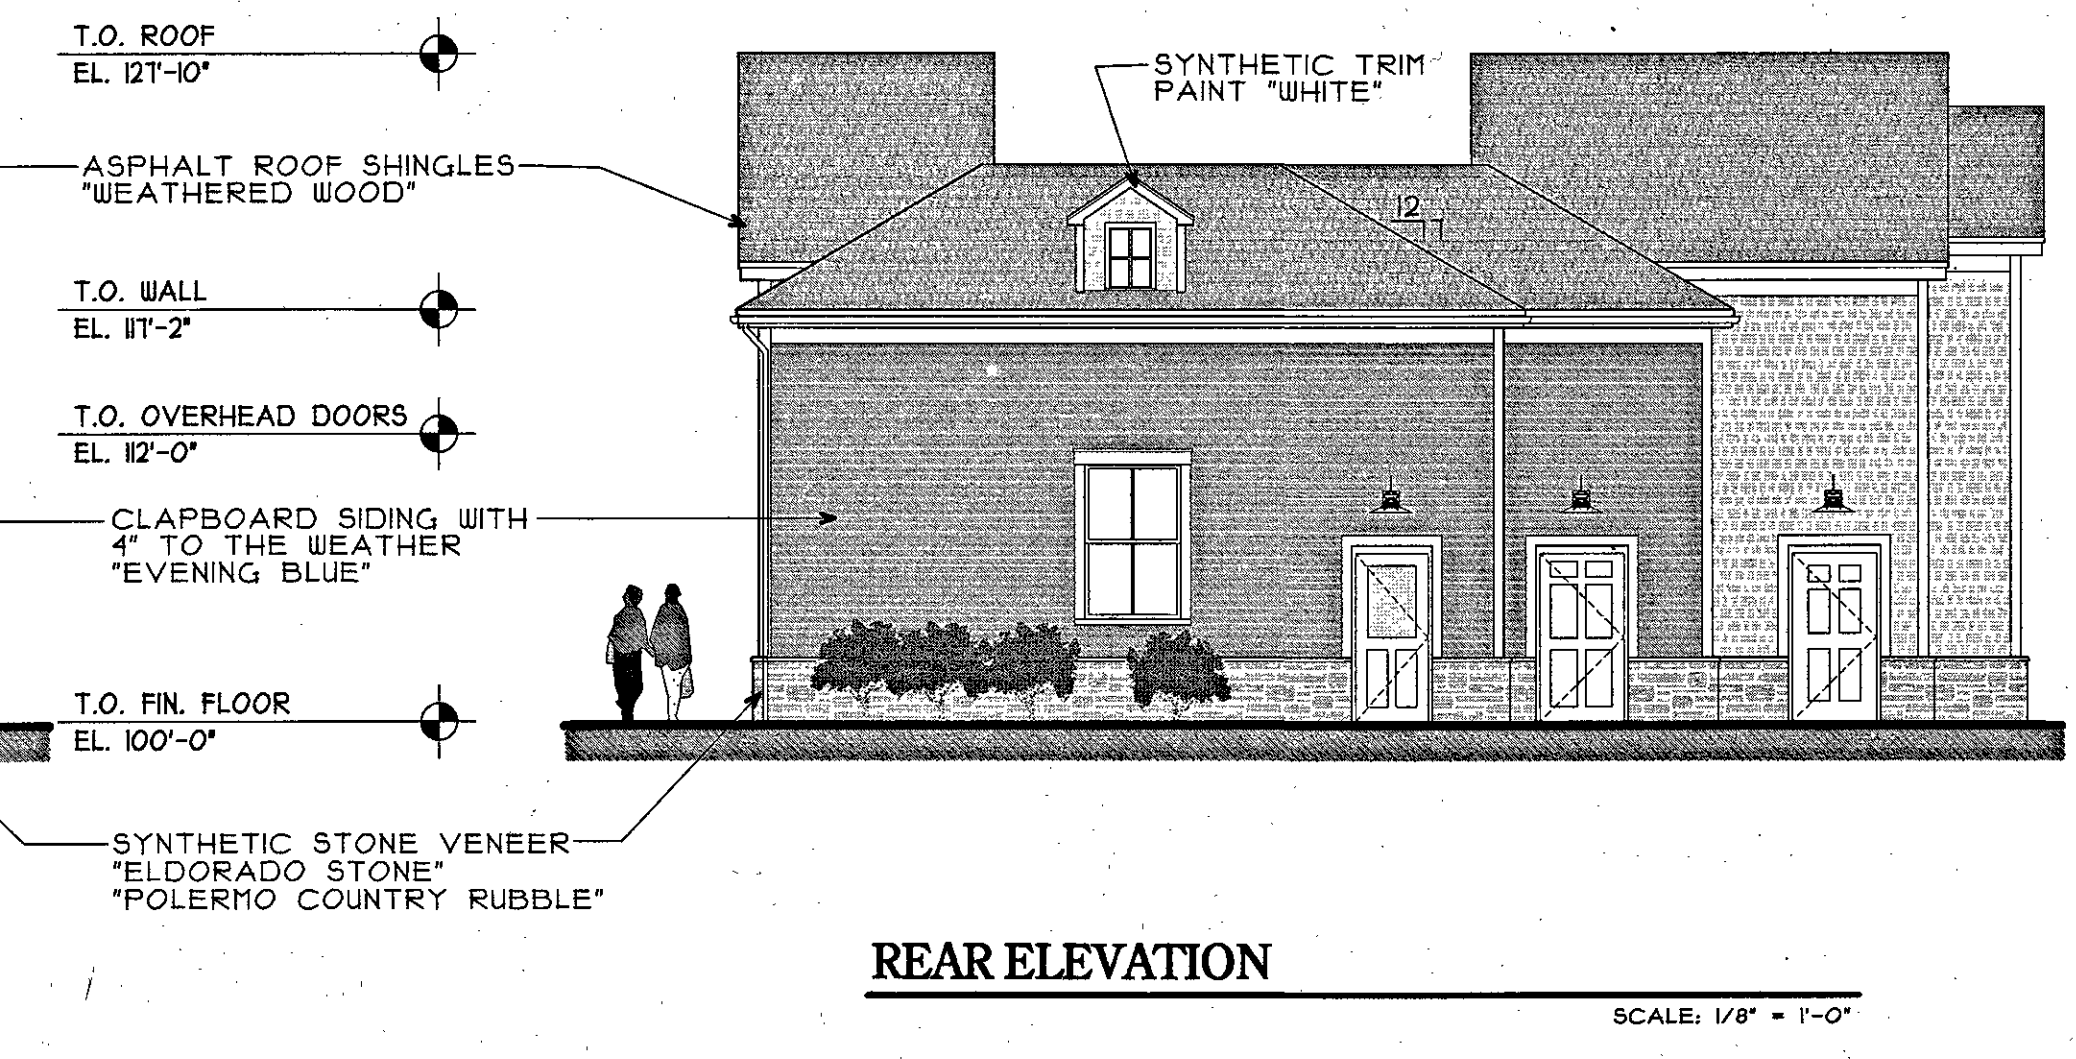 T.O. ROOF
EL. 127'-10"
SYNTHETIC TRIM
PAINT "WHITE"
ASPHALT ROOF SHINGLES
"WEATHERED WOOD"
12
7
T.O. WALL
EL. 117'-2"
T.O. OVERHEAD DOORS
EL. 112'-0"
CLAPBOARD SIDING WITH
4" TO THE WEATHER
"EVENING BLUE"
T.O. FIN. FLOOR
EL. 100'-0"
SYNTHETIC STONE VENEER
"ELDORADO STONE"
"POLERMO COUNTRY RUBBLE"
REAR ELEVATION
SCALE: 1/8" = 1'-0"